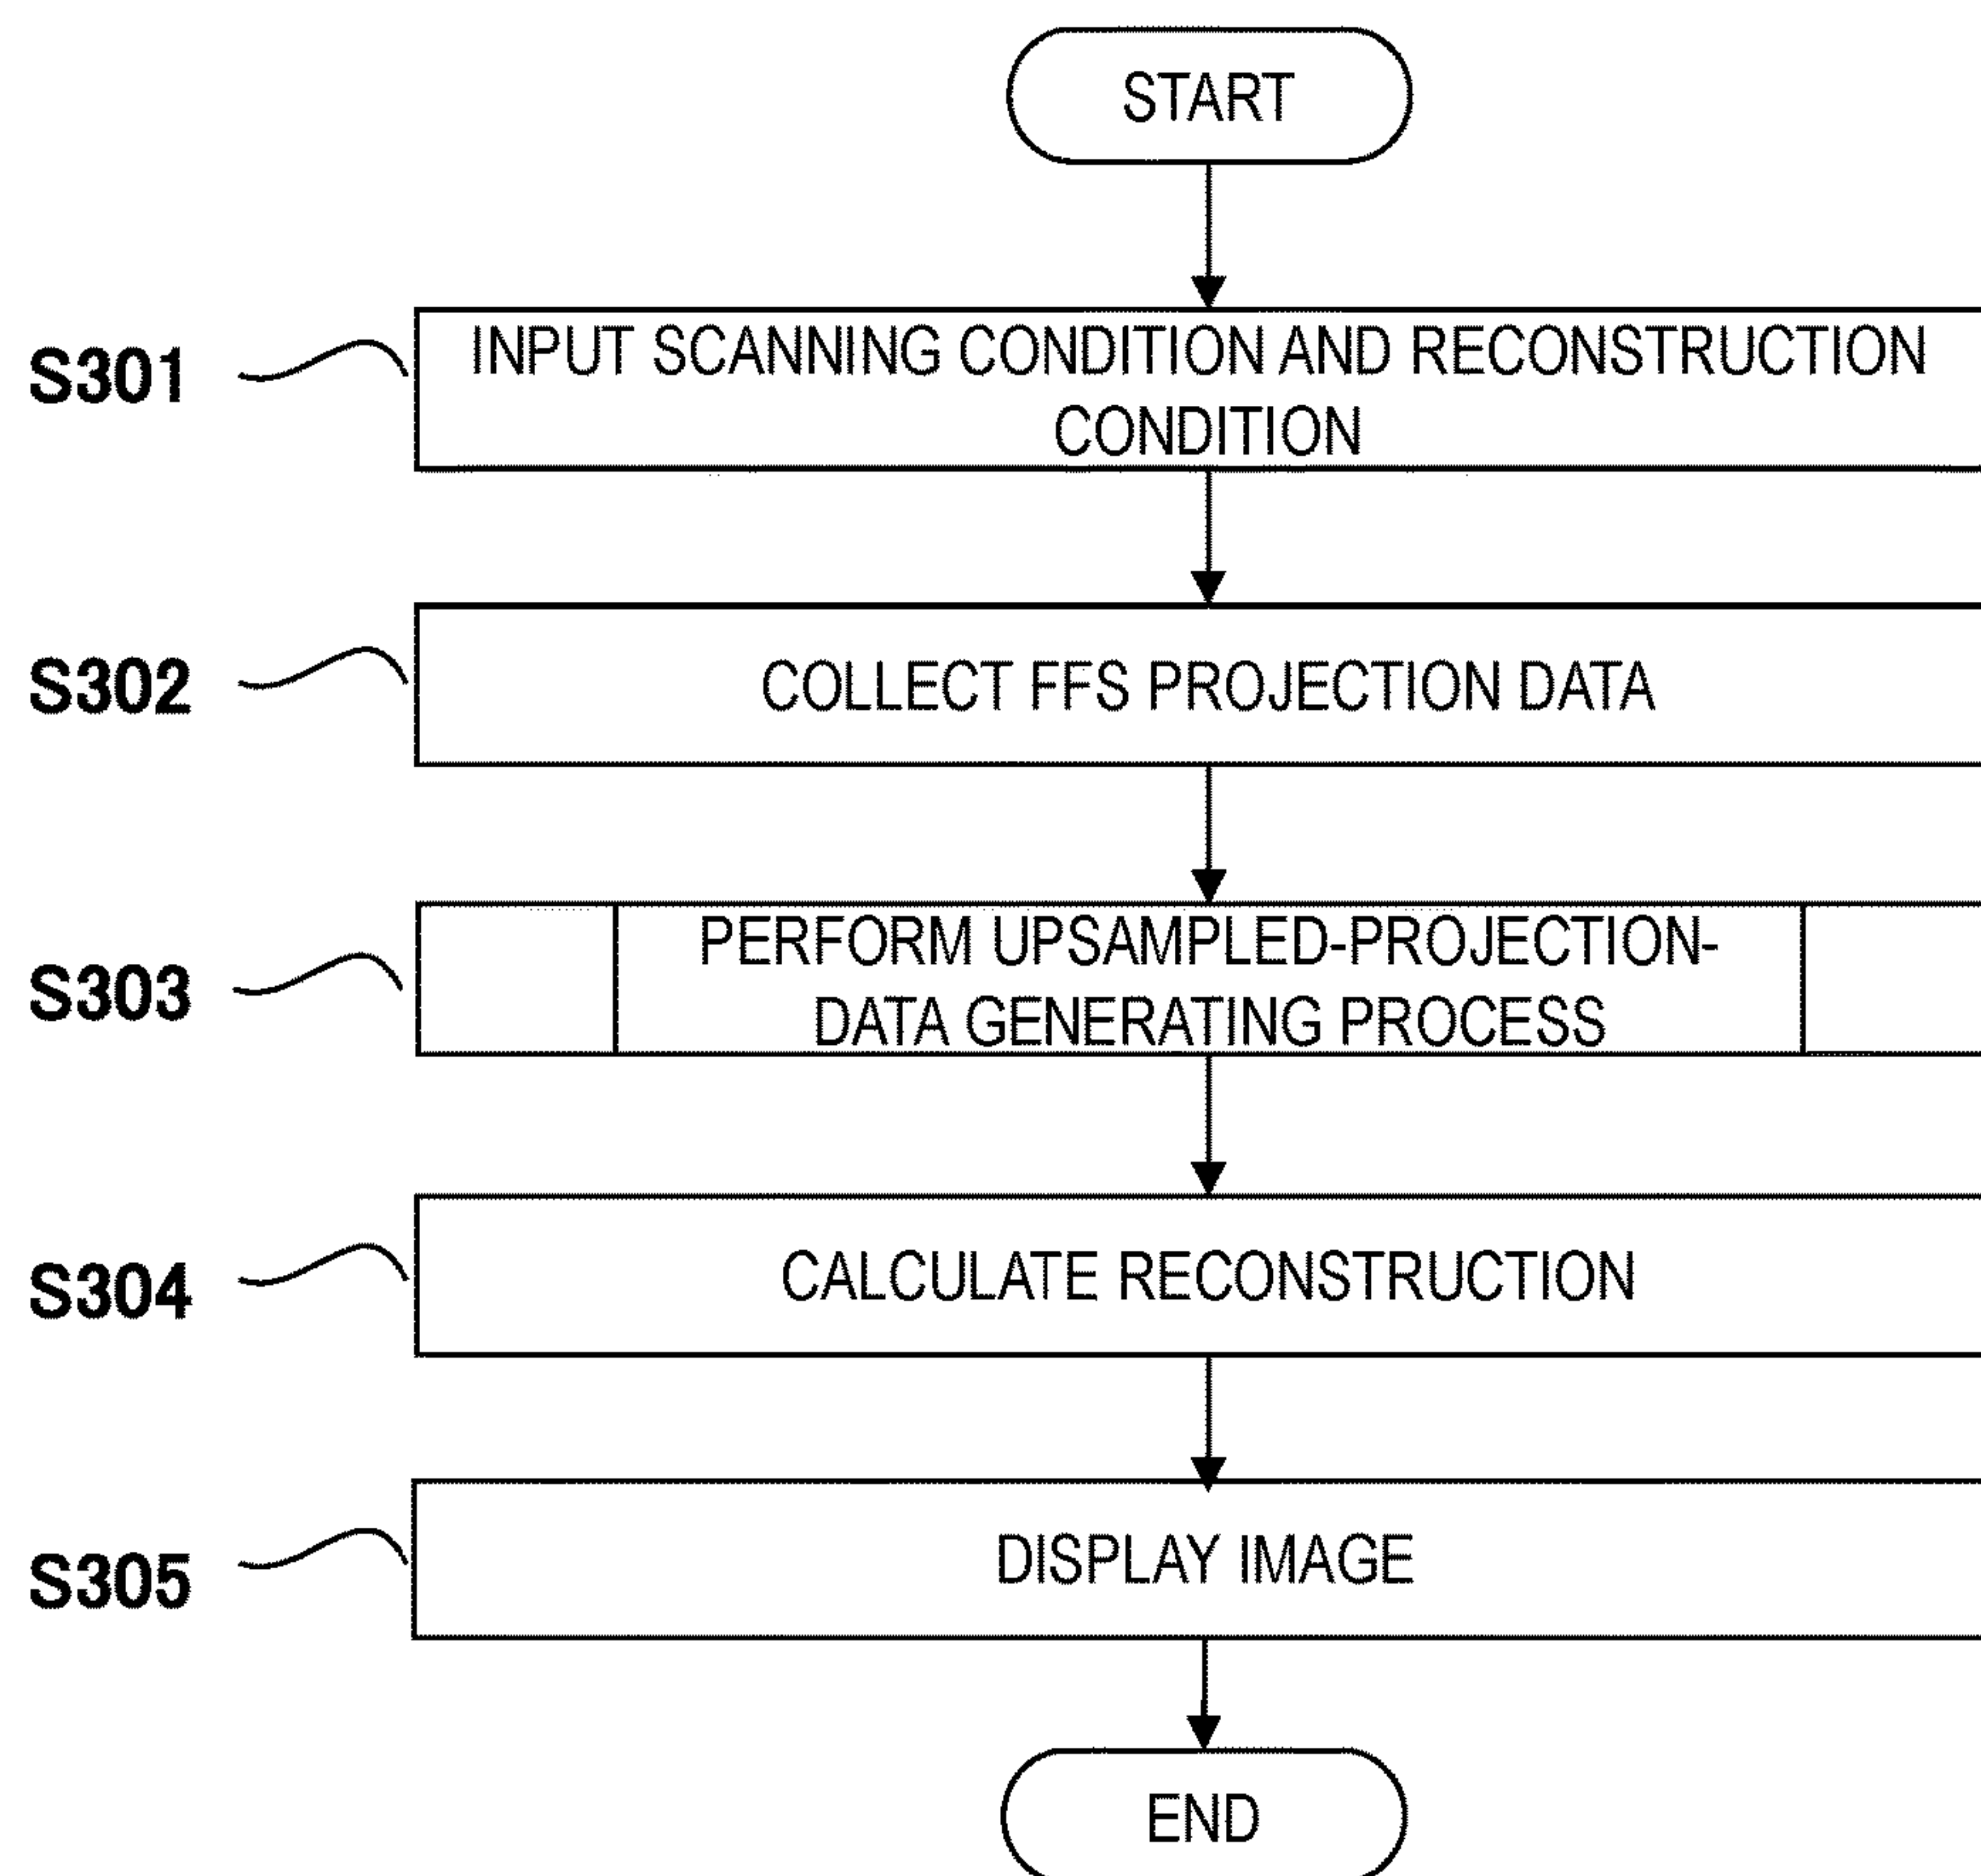 START
S301
INPUT SCANNING CONDITION AND RECONSTRUCTION
CONDITION
S302
COLLECT FFS PROJECTION DATA
S303
PERFORM UPSAMPLED-PROJECTION-
DATA GENERATING PROCESS
S304
CALCULATE RECONSTRUCTION
S305
DISPLAY IMAGE
END